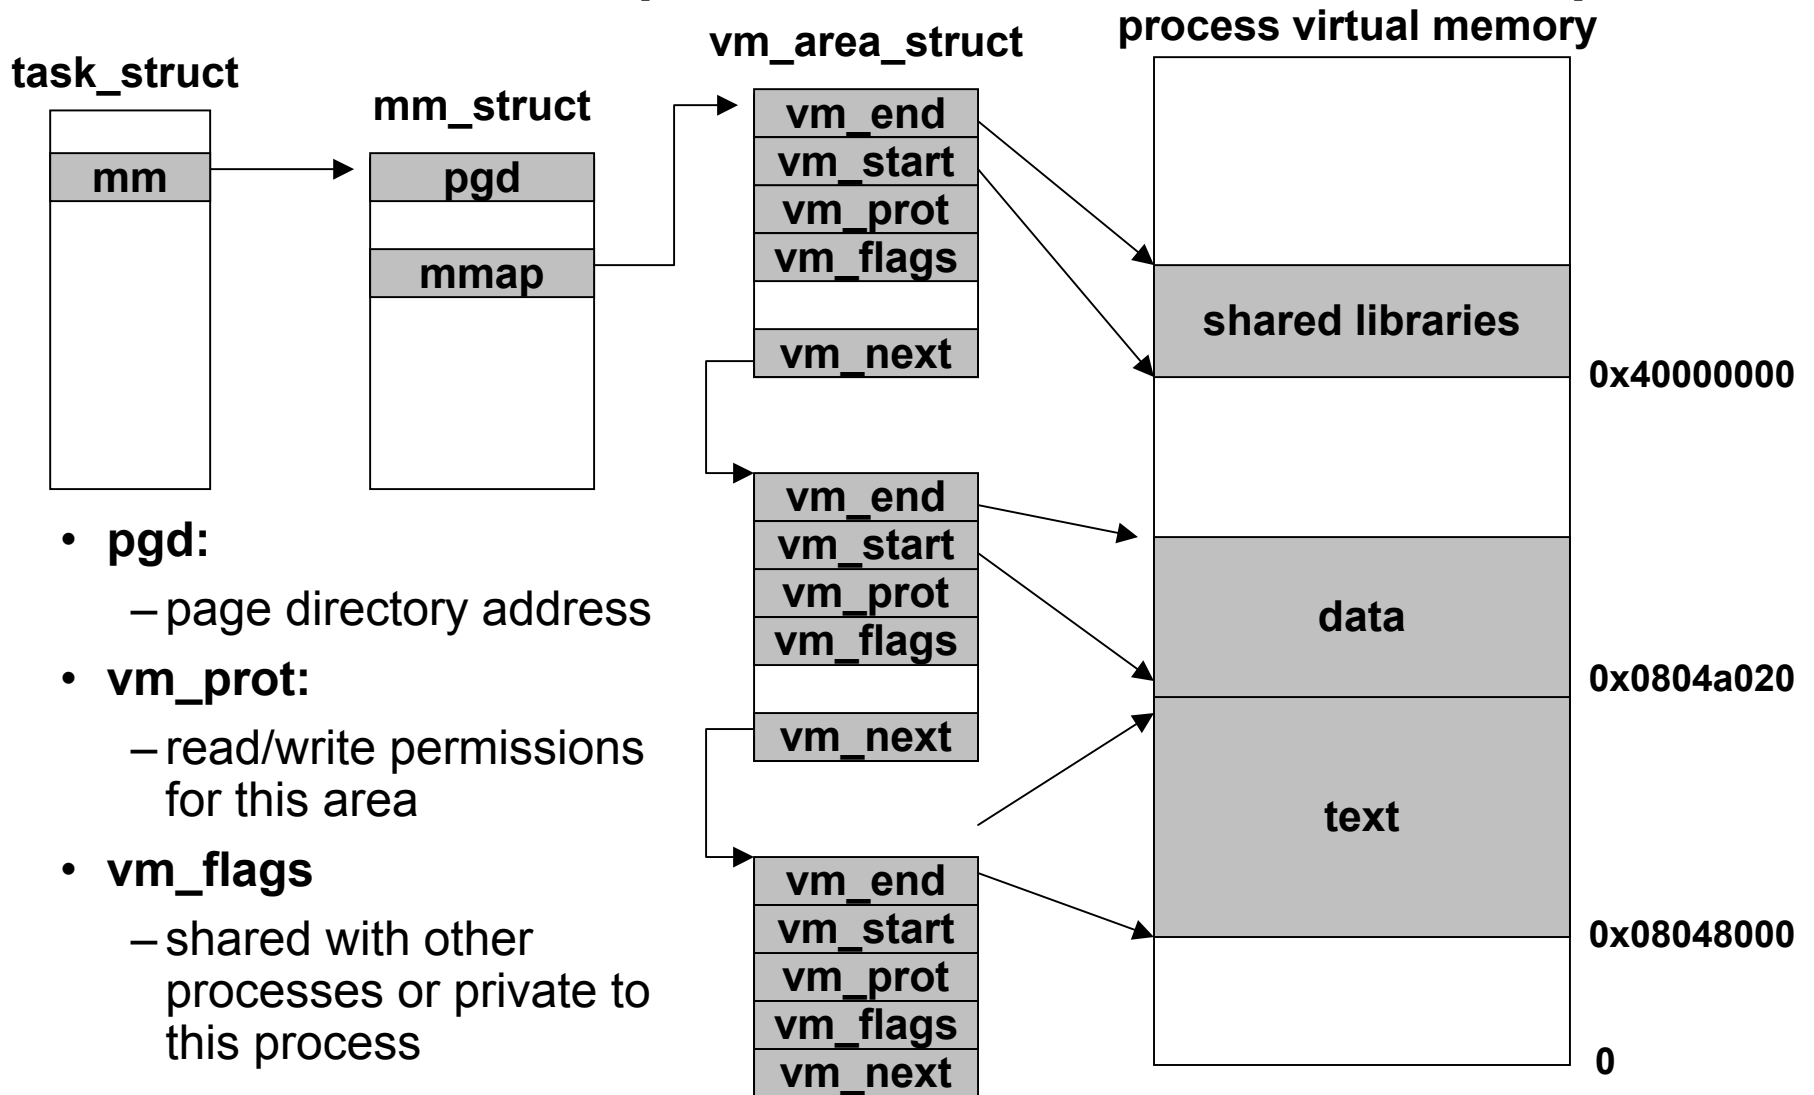 process virtual memory
vm_area_struct
task_struct
mm_struct
mm
pgd
mmap
vm_end
vm_start
vm_prot
vm_flags
vm_next
vm_end
vm_start
vm_prot
vm_flags
vm_next
vm_end
vm_start
vm_prot
vm_flags
vm_next
shared libraries
0x40000000
data
0x0804a020
text
0x08048000
0
• pgd:
– page directory address
• vm_prot:
– read/write permissions
for this area
• vm_flags
– shared with other
processes or private to
this process